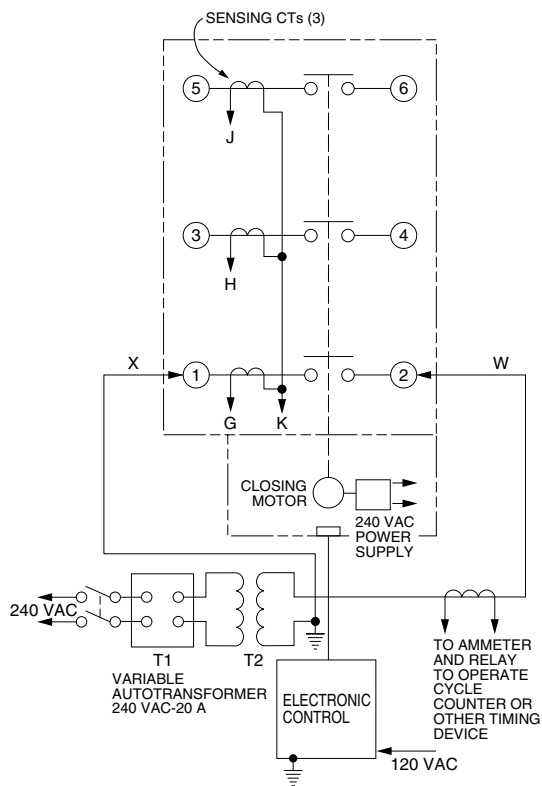 SENSING CTs (3)
5
6
J
3
4
H
X
1
2
W
G
K
CLOSING
MOTOR
240 VAC
POWER
SUPPLY
240 VAC
T1
T2
VARIABLE
AUTOTRANSFORMER
240 VAC-20 A
ELECTRONIC
CONTROL
TO AMMETER
AND RELAY
TO OPERATE
CYCLE
COUNTER OR
OTHER TIMING
DEVICE
120 VAC